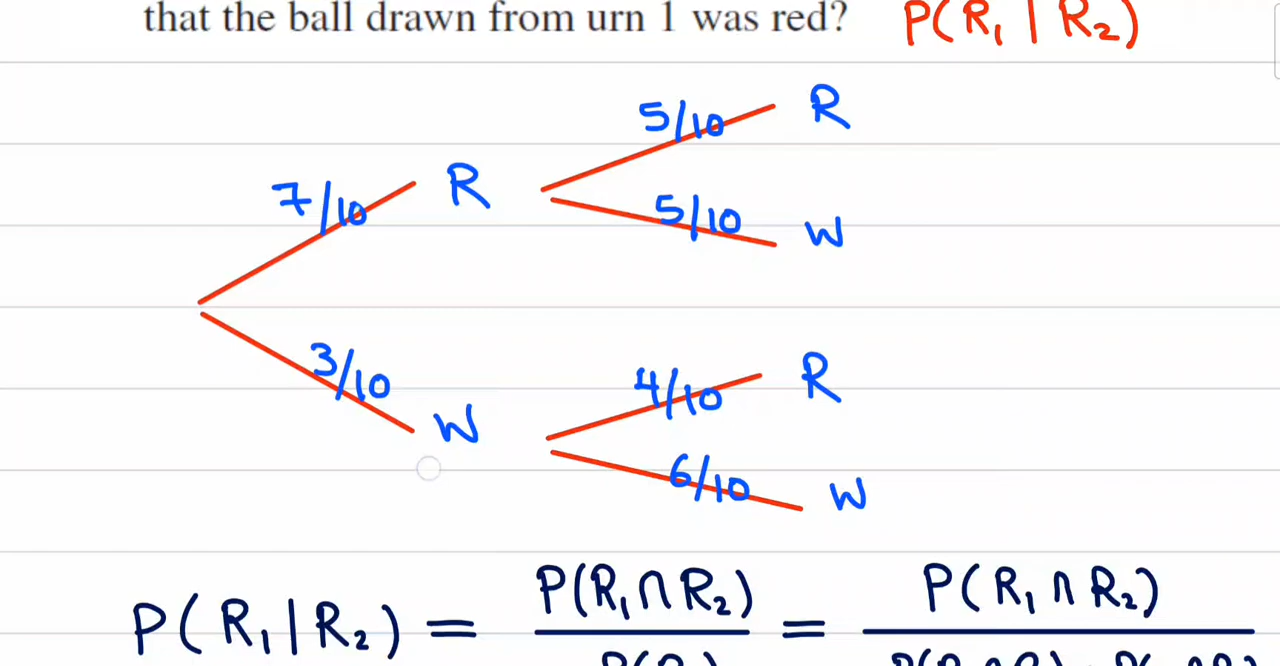 that the ball drawn from urn 1 was red? P(R₁ | R₂)
5/10 R
7/10 R
5/10 W
3/10 W
4/10 R
6/10 W
P(R₁ | R₂) = P(R₁ ∩ R₂) = P(R₁ ∩ R₂)